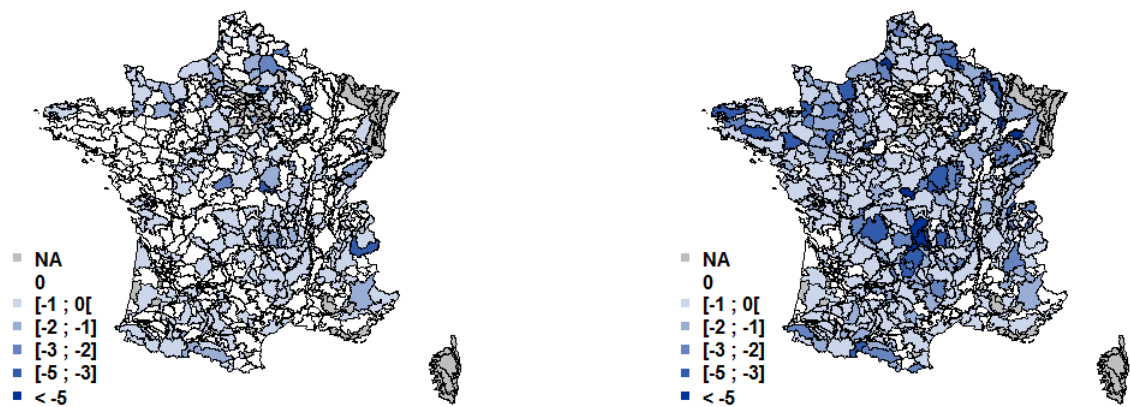 NA
0
[-1 ; 0[
[-2 ; -1]
[-3 ; -2]
[-5 ; -3]
< -5
NA
0
[-1 ; 0[
[-2 ; -1]
[-3 ; -2]
[-5 ; -3]
< -5